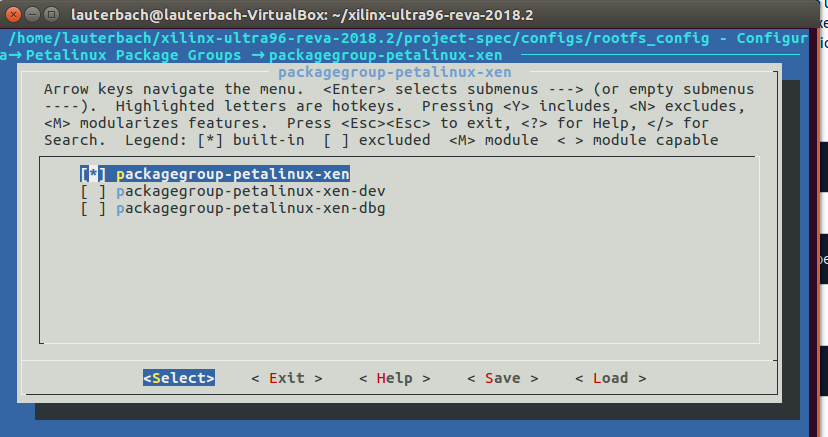 lauterbach@lauterbach-VirtualBox: ~/xilinx-ultra96-reva-2018.2
/home/lauterbach/xilinx-ultra96-reva-2018.2/project-spec/configs/rootfs_config - Configur
a→Petalinux Package Groups →packagegroup-petalinux-xen
packagegroup-petalinux-xen
Arrow keys navigate the menu.  <Enter> selects submenus ---> (or empty submenus
----).  Highlighted letters are hotkeys.  Pressing <Y> includes, <N> excludes,
<M> modularizes features.  Press <Esc><Esc> to exit, <?> for Help, </> for
Search.  Legend: [*] built-in  [ ] excluded  <M> module  < > module capable
[*] packagegroup-petalinux-xen
[ ] packagegroup-petalinux-xen-dev
[ ] packagegroup-petalinux-xen-dbg
<Select>    < Exit >    < Help >    < Save >    < Load >